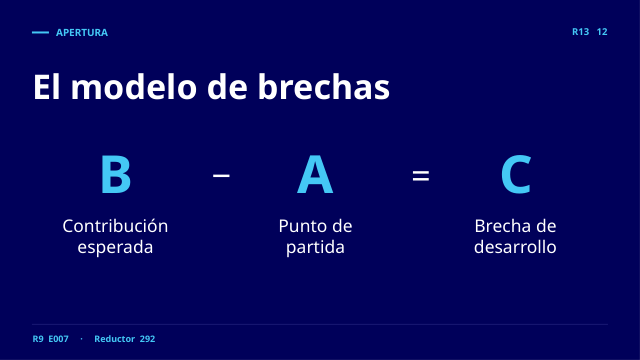 APERTURA
R13 12
El modelo de brechas
B − A = C
Contribución esperada
Punto de partida
Brecha de desarrollo
R9 E007 · Reductor 292